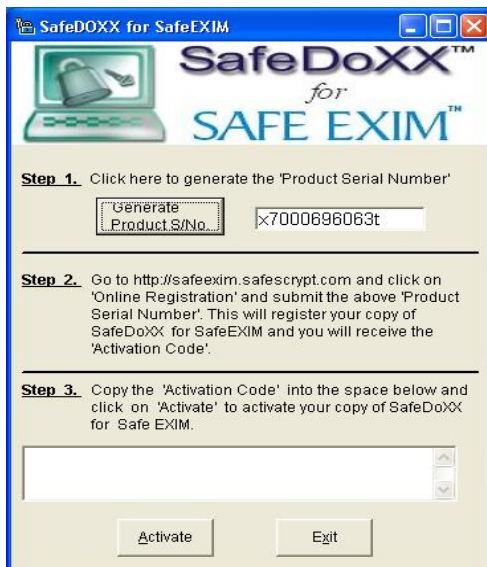 SafeDOXX for SafeEXIM
SafeDoXX™
for
SAFE EXIM™
Step 1. Click here to generate the 'Product Serial Number'
Generate
Product S/No.
x7000696063t
Step 2. Go to http://safeexim.safescrypt.com and click on
'Online Registration' and submit the above 'Product
Serial Number'. This will register your copy of
SafeDoXX for SafeEXIM and you will receive the
'Activation Code'.
Step 3. Copy the 'Activation Code' into the space below and
click on 'Activate' to activate your copy of SafeDoXX
for Safe EXIM.
Activate
Exit